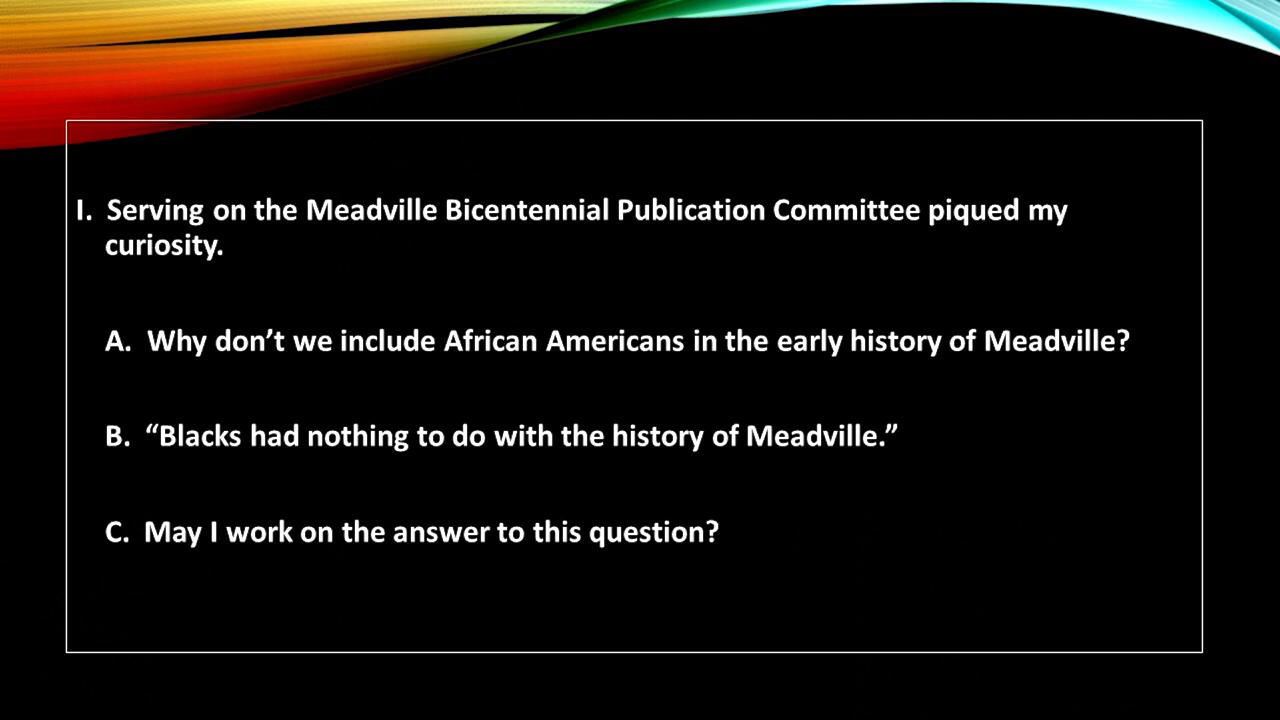 I. Serving on the Meadville Bicentennial Publication Committee piqued my
curiosity.
A. Why don’t we include African Americans in the early history of Meadville?
B. “Blacks had nothing to do with the history of Meadville.”
C. May I work on the answer to this question?